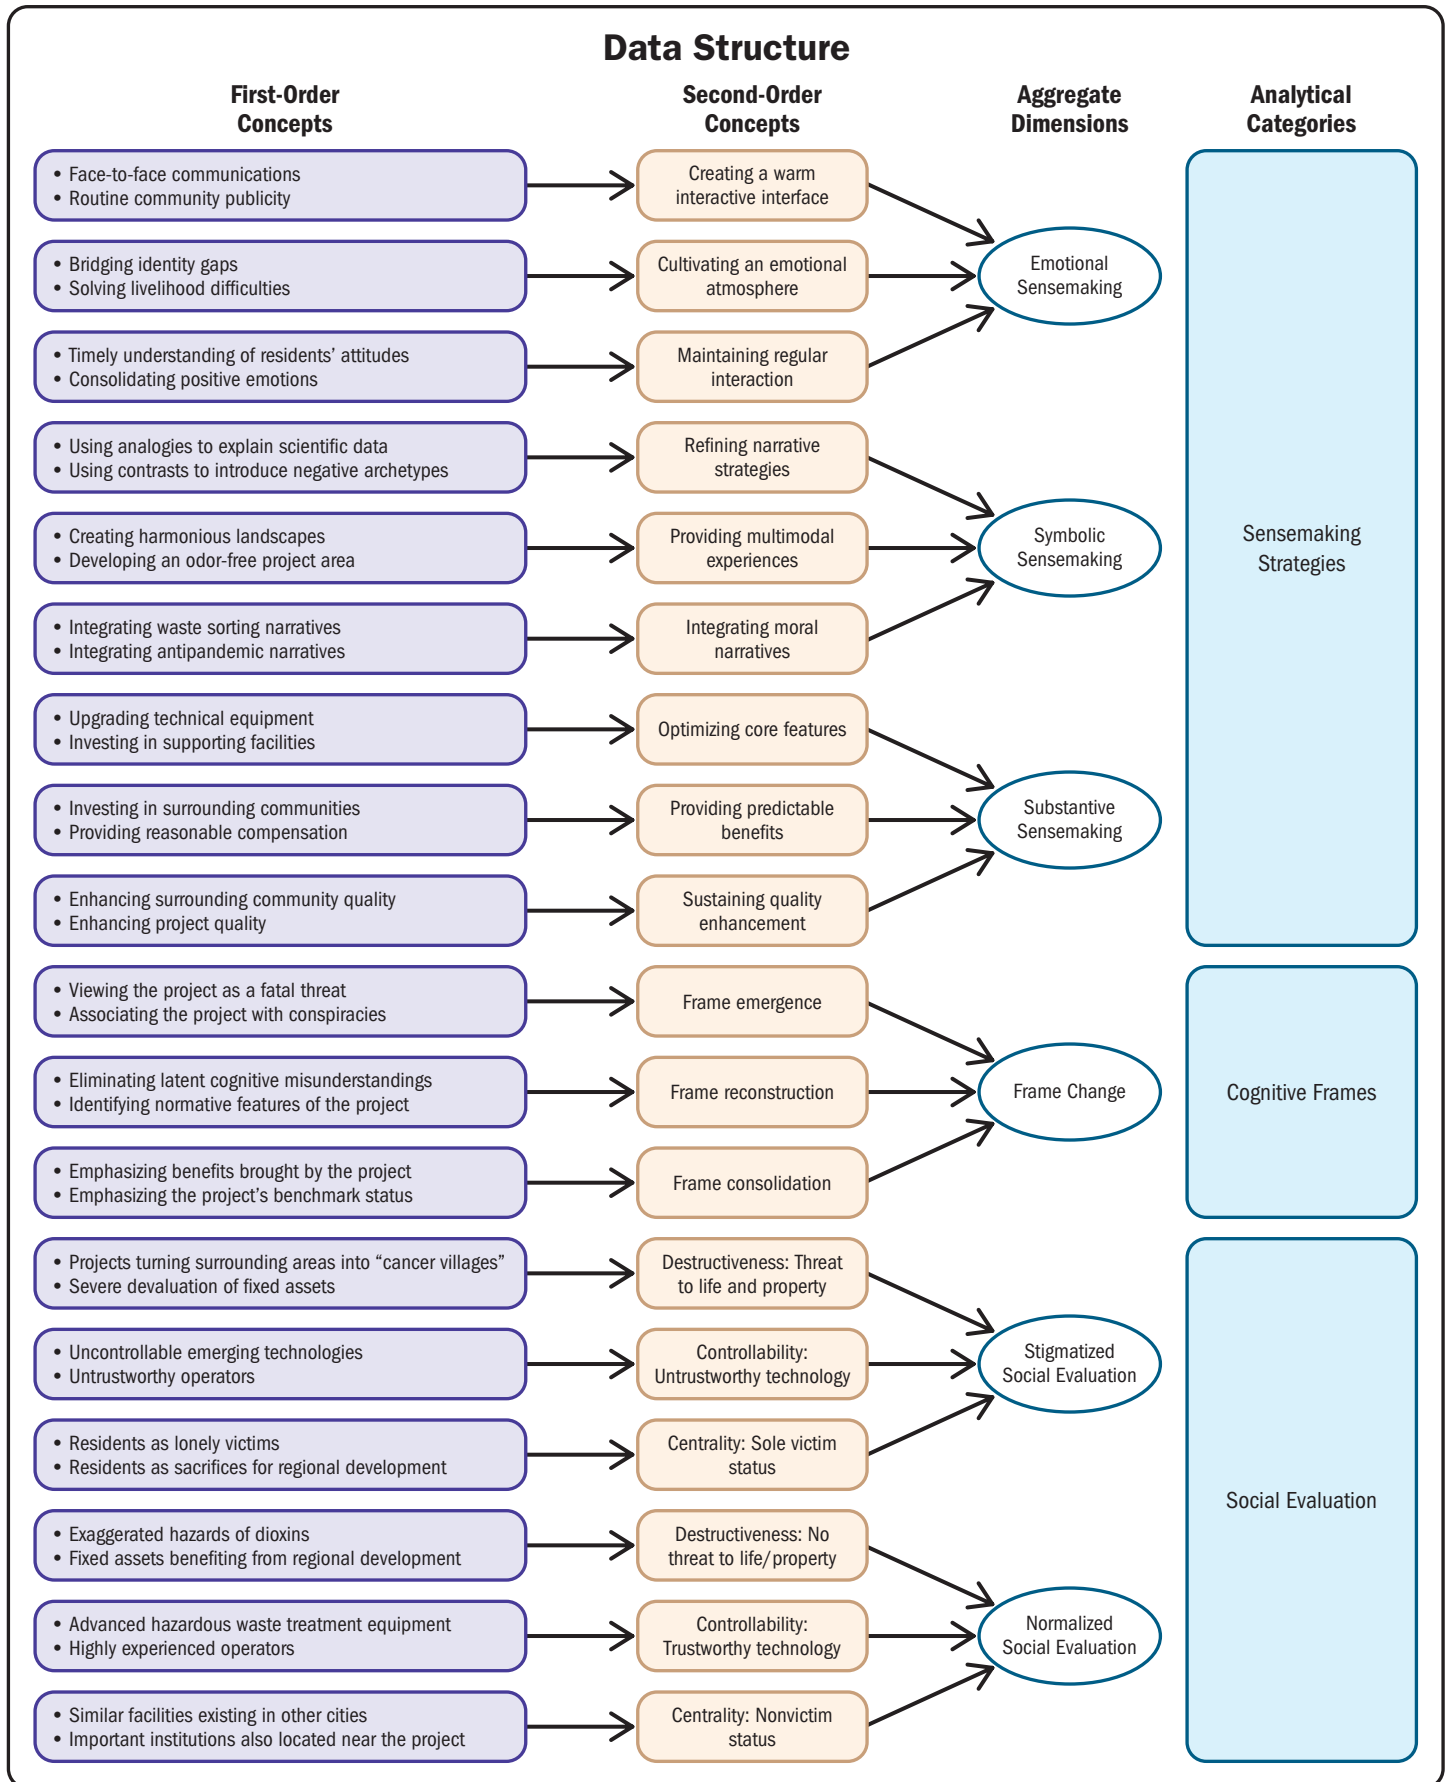 Data Structure
First-Order
Concepts
Second-Order
Concepts
Aggregate
Dimensions
Analytical
Categories
• Face-to-face communications
• Routine community publicity
Creating a warm
interactive interface
• Bridging identity gaps
• Solving livelihood difficulties
Cultivating an emotional
atmosphere
• Timely understanding of residents’ attitudes
• Consolidating positive emotions
Maintaining regular
interaction
Emotional
Sensemaking
• Using analogies to explain scientific data
• Using contrasts to introduce negative archetypes
Refining narrative
strategies
• Creating harmonious landscapes
• Developing an odor-free project area
Providing multimodal
experiences
• Integrating waste sorting narratives
• Integrating antipandemic narratives
Integrating moral
narratives
Symbolic
Sensemaking
• Upgrading technical equipment
• Investing in supporting facilities
Optimizing core features
• Investing in surrounding communities
• Providing reasonable compensation
Providing predictable
benefits
• Enhancing surrounding community quality
• Enhancing project quality
Sustaining quality
enhancement
Substantive
Sensemaking
Sensemaking
Strategies
• Viewing the project as a fatal threat
• Associating the project with conspiracies
Frame emergence
• Eliminating latent cognitive misunderstandings
• Identifying normative features of the project
Frame reconstruction
• Emphasizing benefits brought by the project
• Emphasizing the project’s benchmark status
Frame consolidation
Frame Change
Cognitive Frames
• Projects turning surrounding areas into “cancer villages”
• Severe devaluation of fixed assets
Destructiveness: Threat
to life and property
• Uncontrollable emerging technologies
• Untrustworthy operators
Controllability:
Untrustworthy technology
• Residents as lonely victims
• Residents as sacrifices for regional development
Centrality: Sole victim
status
Stigmatized
Social Evaluation
• Exaggerated hazards of dioxins
• Fixed assets benefiting from regional development
Destructiveness: No
threat to life/property
• Advanced hazardous waste treatment equipment
• Highly experienced operators
Controllability:
Trustworthy technology
• Similar facilities existing in other cities
• Important institutions also located near the project
Centrality: Nonvictim
status
Normalized
Social Evaluation
Social Evaluation